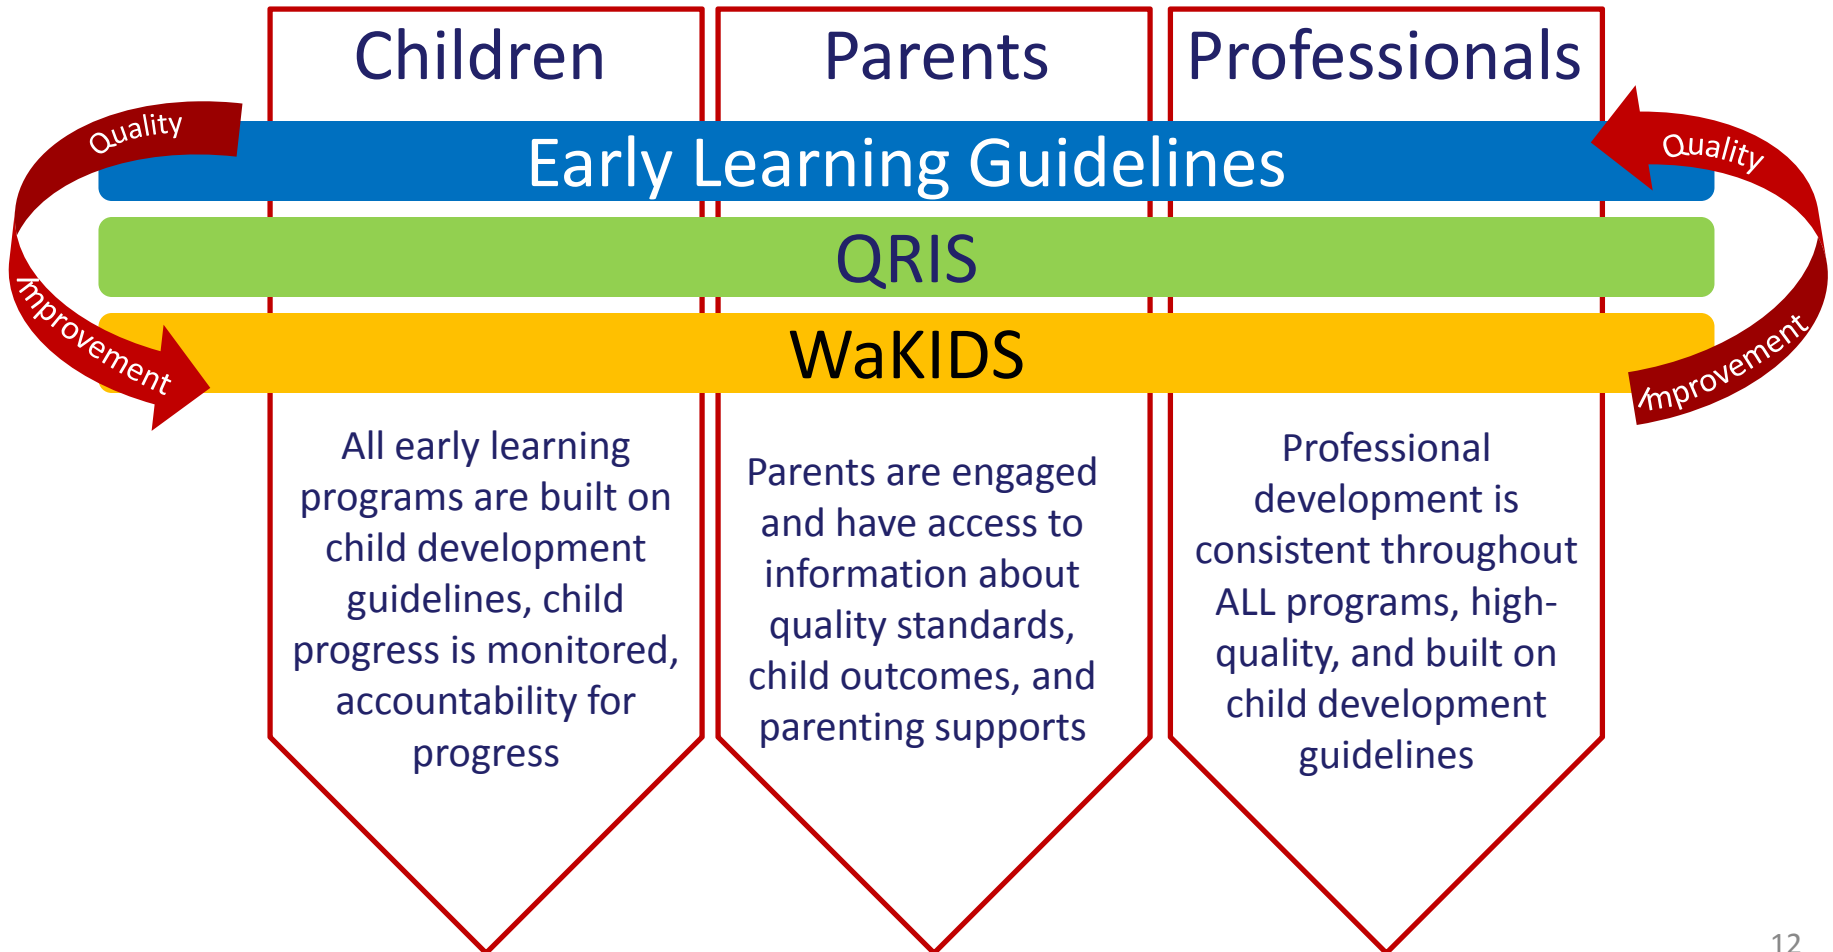 Children
Parents
Professionals
Quality
Quality
Early Learning Guidelines
QRIS
WaKIDS
Improvement
Improvement
All early learning
programs are built on
child development
guidelines, child
progress is monitored,
accountability for
progress
Parents are engaged
and have access to
information about
quality standards,
child outcomes, and
parenting supports
Professional
development is
consistent throughout
ALL programs, high-
quality, and built on
child development
guidelines
12